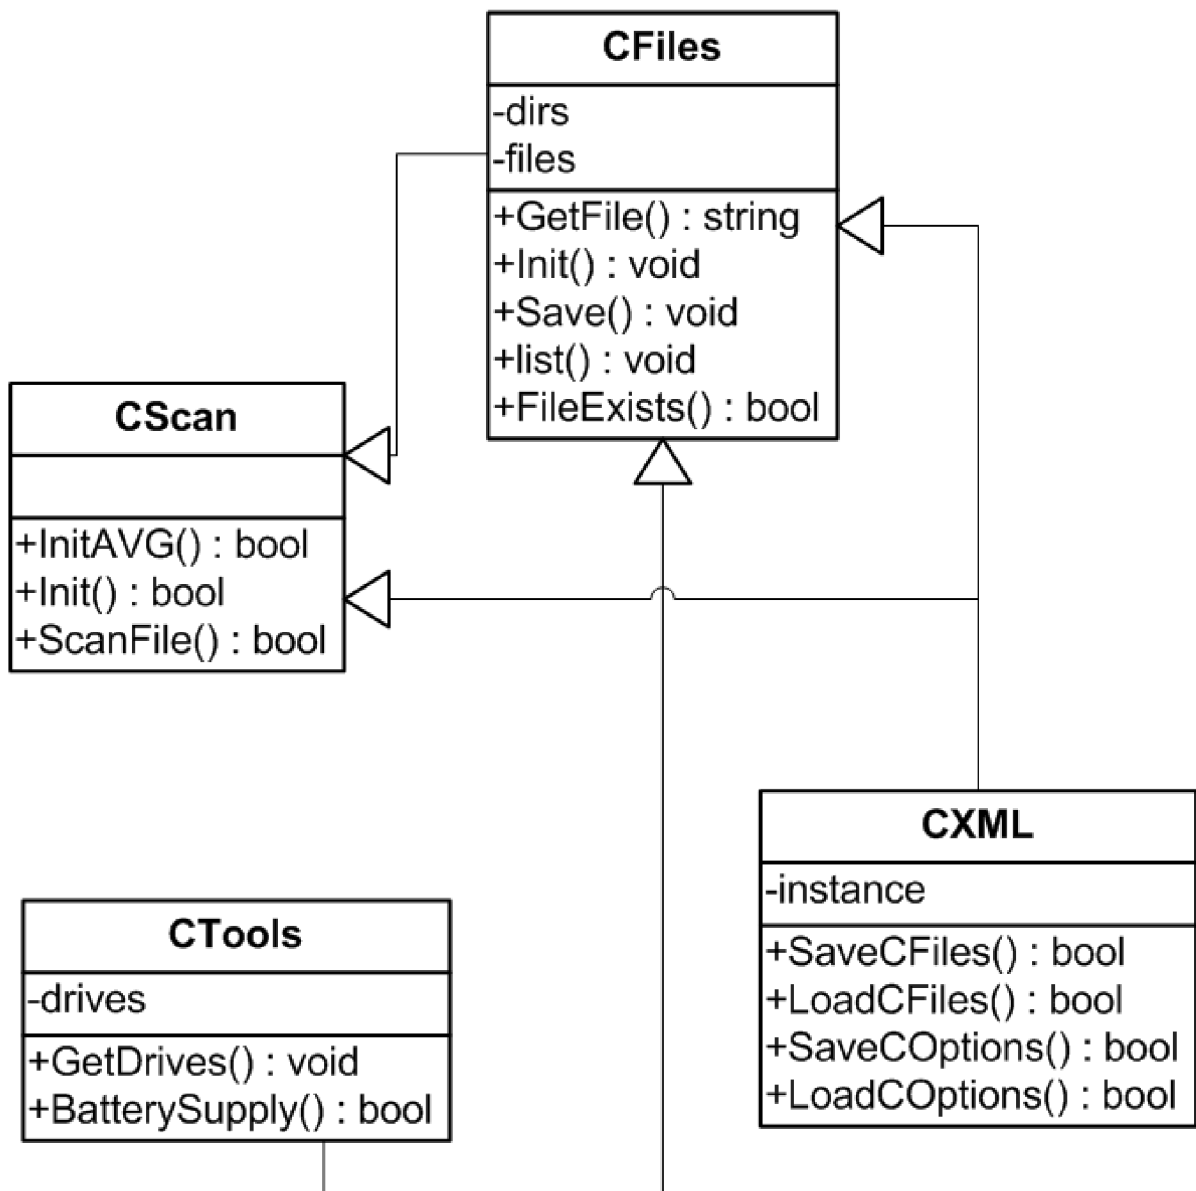 CFiles
-dirs
-files
+GetFile() : string
+Init() : void
+Save() : void
+list() : void
+FileExists() : bool
CScan
+InitAVG() : bool
+Init() : bool
+ScanFile() : bool
CXML
-instance
+SaveCFiles() : bool
+LoadCFiles() : bool
+SaveCOptions() : bool
+LoadCOptions() : bool
CTools
-drives
+GetDrives() : void
+BatterySupply() : bool